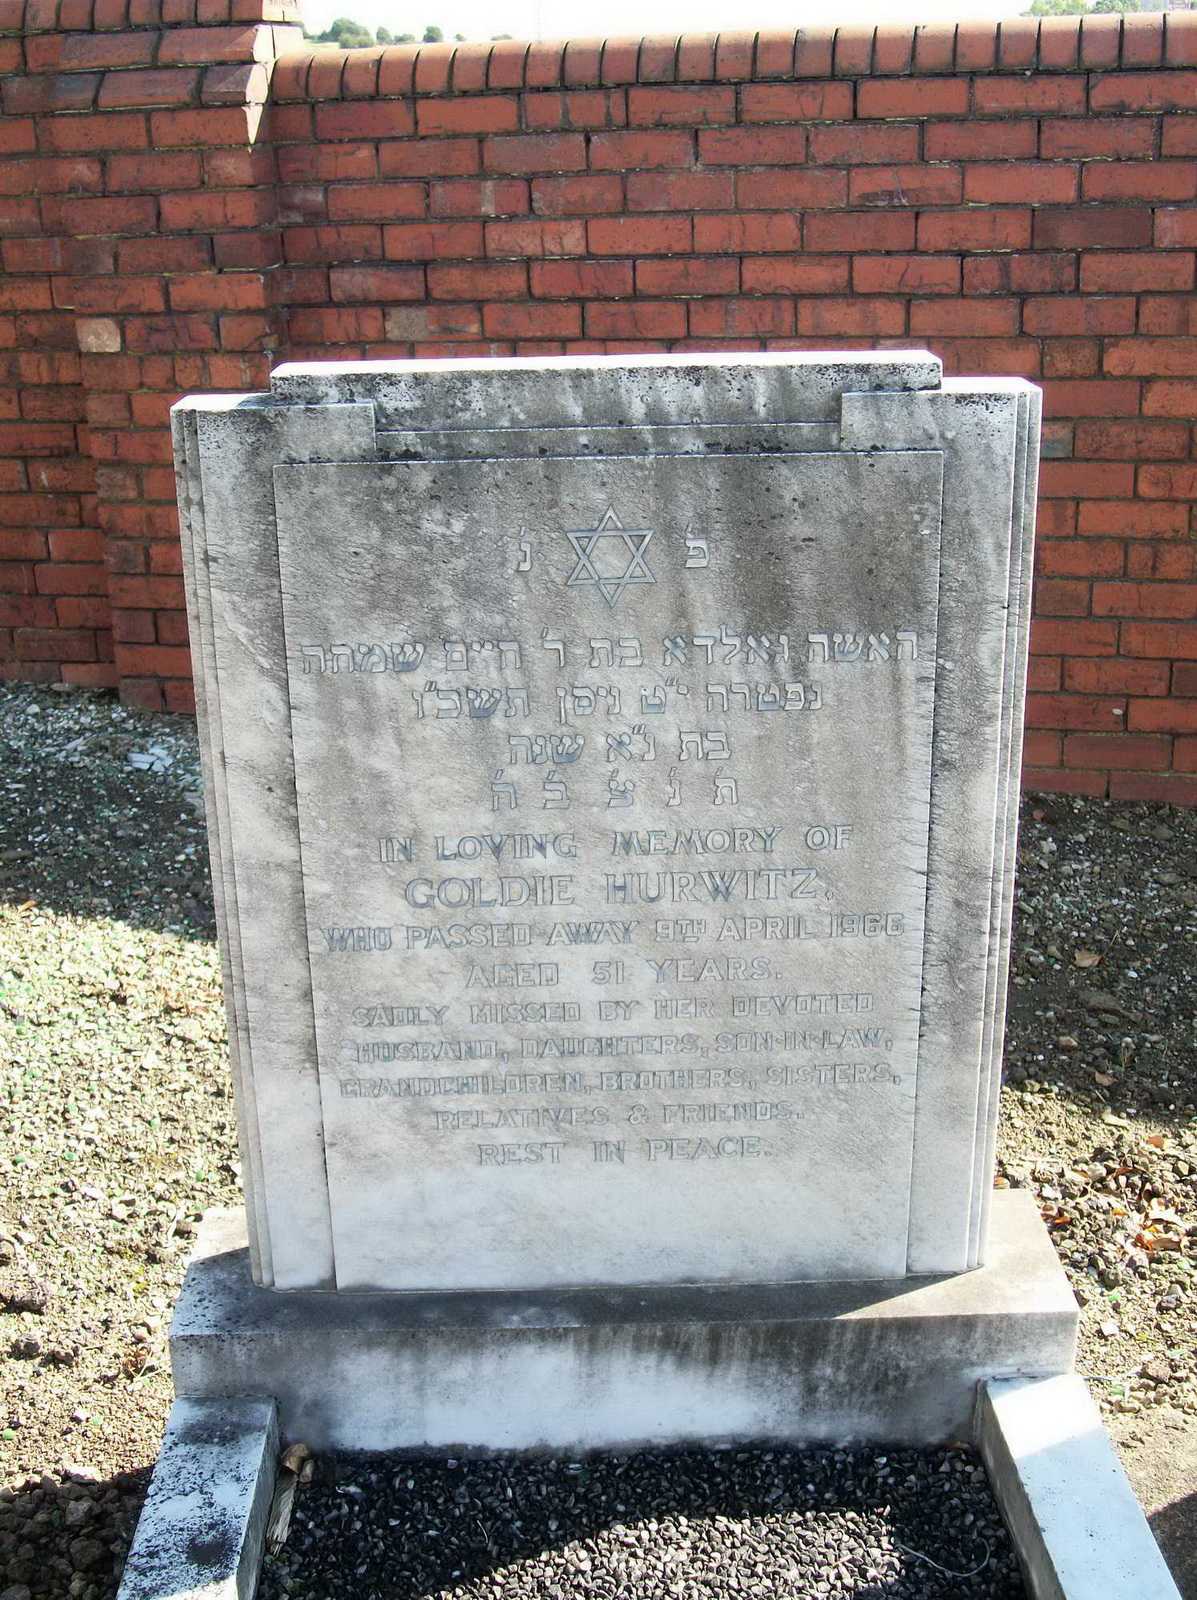 פ' נ'
האשה וואלדא בת ר' חיים שמחה
נפטרה י"ט ניסן תשכ"ו
בת נ"א שנה
ת' נ' צ' ב' ה'
IN LOVING MEMORY OF
GOLDIE HURWITZ.
WHO PASSED AWAY 9TH APRIL 1966
AGED 51 YEARS.
SADLY MISSED BY HER DEVOTED
HUSBAND, DAUGHTERS, SON-IN-LAW,
GRANDCHILDREN, BROTHERS, SISTERS,
RELATIVES & FRIENDS.
REST IN PEACE.